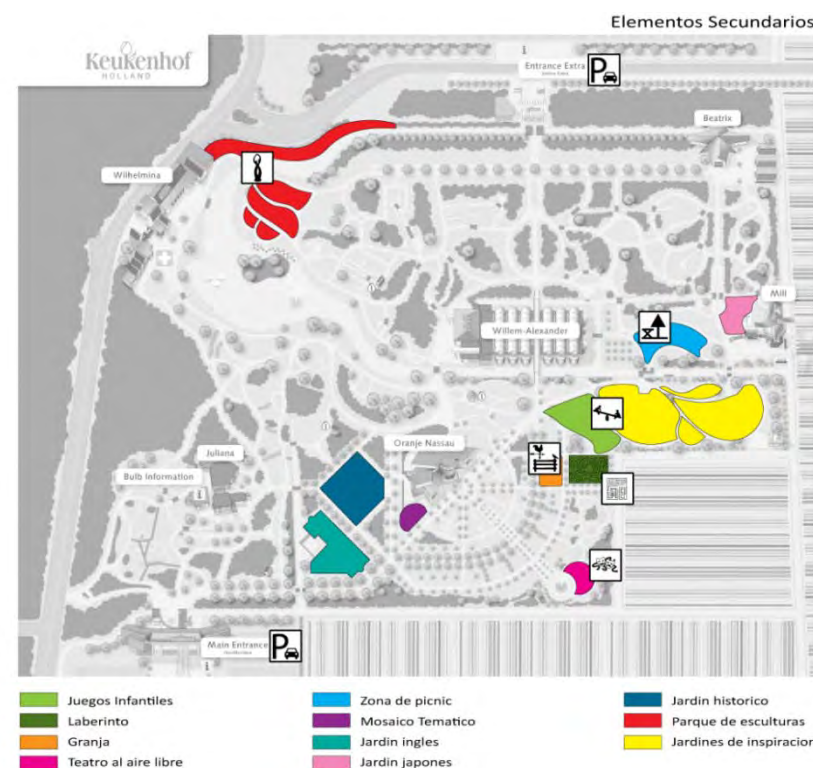 Elementos Secundarios
Keukenhof
HOLLAND
Entrance Extra
P
Beatrix
Wilhelmina
Mill
Willem-Alexander
Oranje Nassau
Juliana
Bulb Information
i
Main Entrance
P
Juegos Infantiles
Laberinto
Granja
Teatro al aire libre
Zona de picnic
Mosaico Tematico
Jardin ingles
Jardin japones
Jardin historico
Parque de esculturas
Jardines de inspiracion